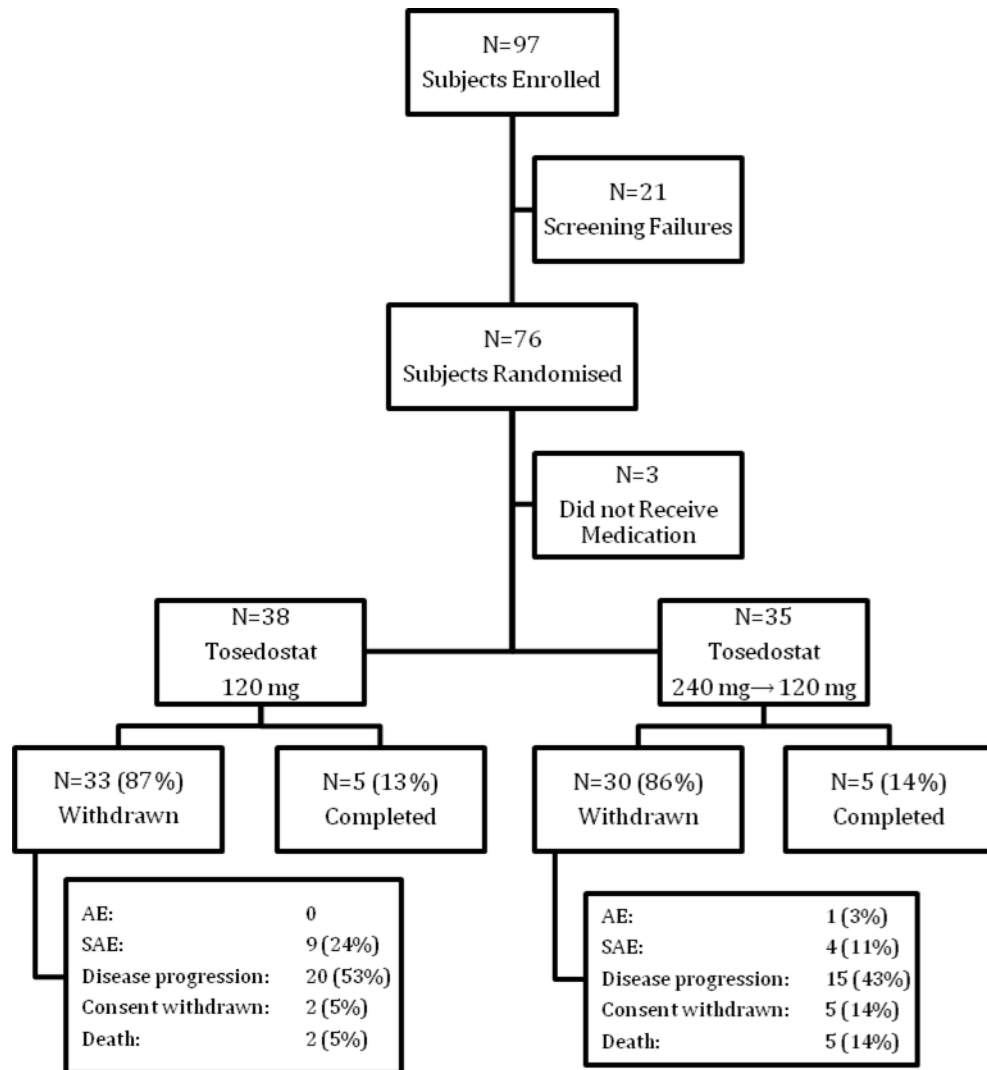 N=97
Subjects Enrolled
N=21
Screening Failures
N=76
Subjects Randomised
N=3
Did not Receive
Medication
N=38
Tosedostat
120 mg
N=35
Tosedostat
240 mg→120 mg
N=33 (87%)
Withdrawn
N=5 (13%)
Completed
N=30 (86%)
Withdrawn
N=5 (14%)
Completed
AE: 0
SAE: 9 (24%)
Disease progression: 20 (53%)
Consent withdrawn: 2 (5%)
Death: 2 (5%)
AE: 1 (3%)
SAE: 4 (11%)
Disease progression: 15 (43%)
Consent withdrawn: 5 (14%)
Death: 5 (14%)